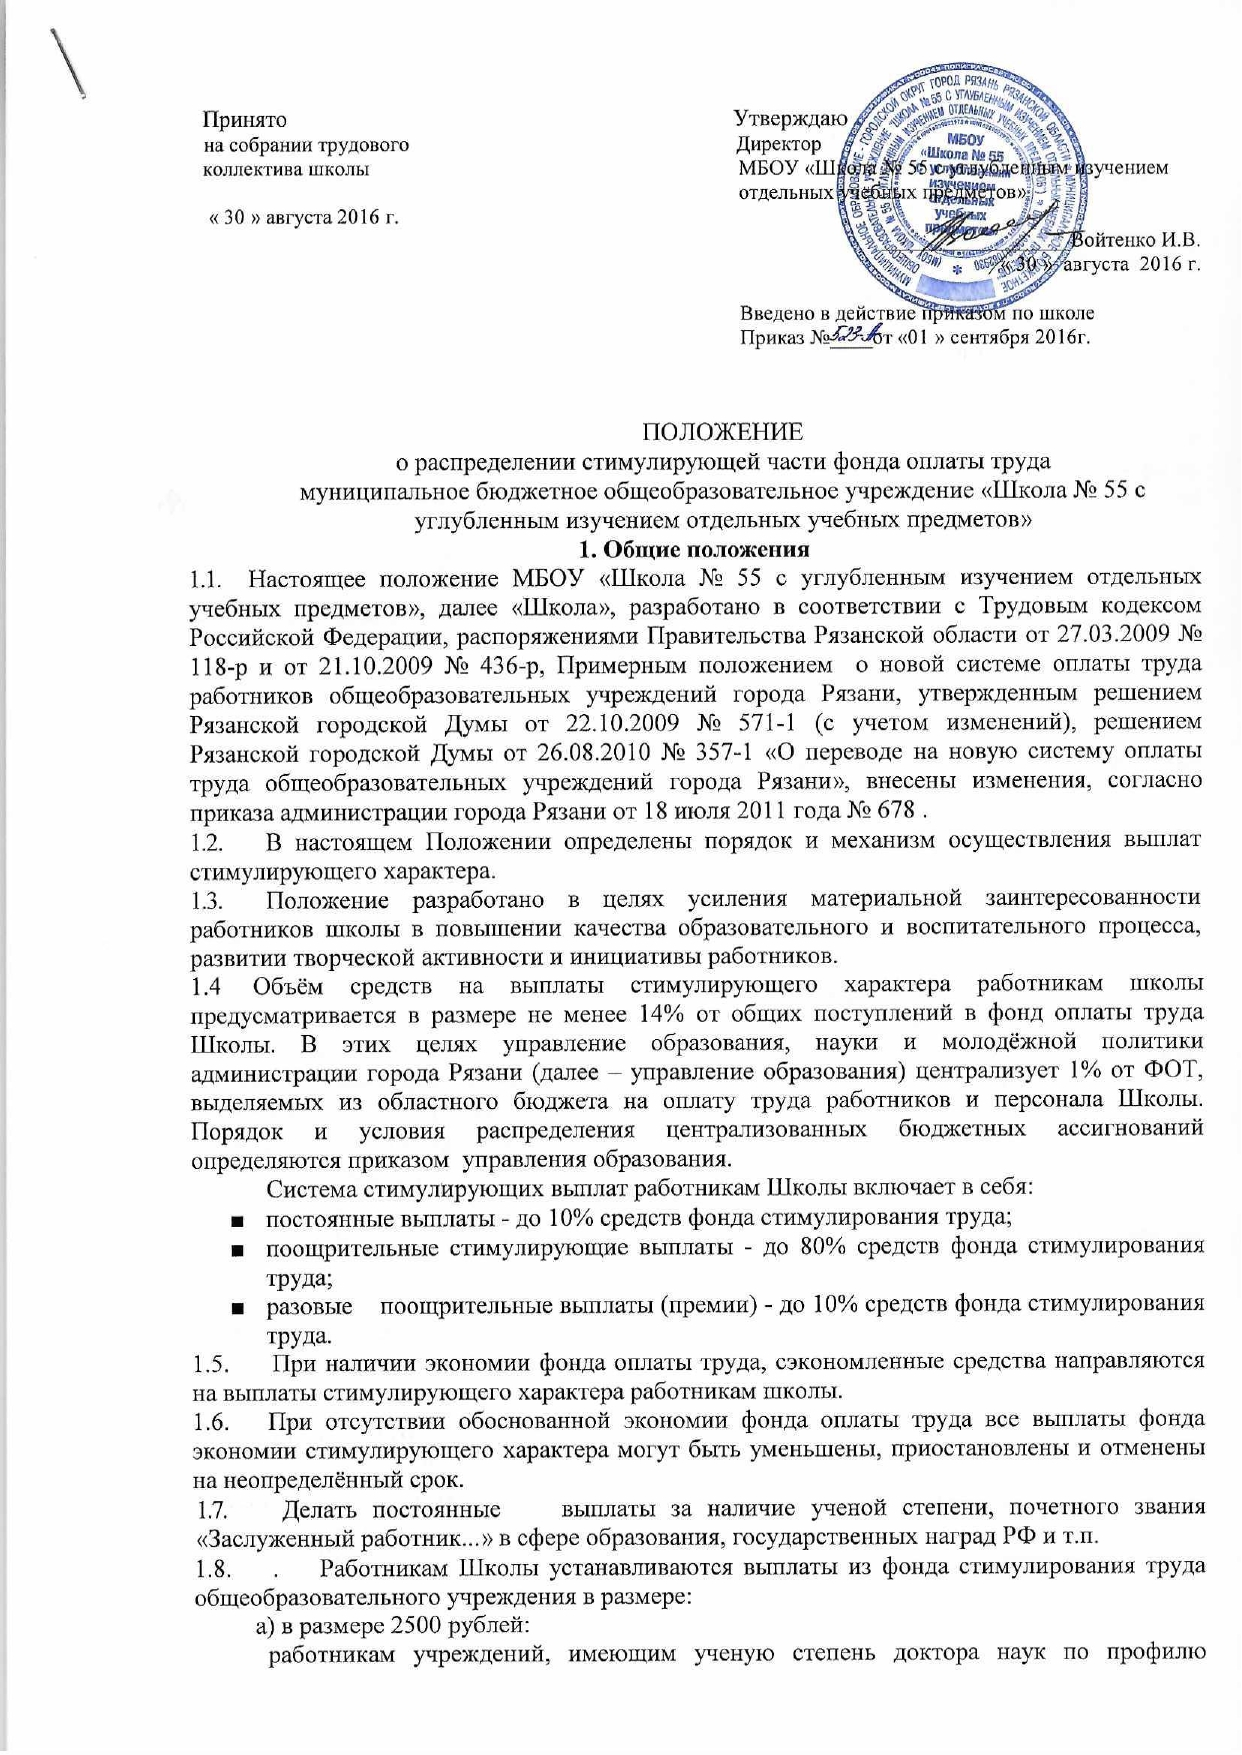 Принято
на собрании трудового
коллектива школы
« 30 » августа 2016 г.
Утверждаю
Директор
МБОУ «Школа № 55 с углубленным изучением
отдельных учебных предметов»
Войтенко И.В.
« 30 » августа 2016 г.
МБОУ
«Школа № 55
с углубленным
изучением
отдельных
учебных
предметов»
Введено в действие приказом по школе
Приказ № 523-А от «01 » сентября 2016г.
ПОЛОЖЕНИЕ
о распределении стимулирующей части фонда оплаты труда
муниципальное бюджетное общеобразовательное учреждение «Школа № 55 с
углубленным изучением отдельных учебных предметов»
1. Общие положения
1.1. Настоящее положение МБОУ «Школа № 55 с углубленным изучением отдельных
учебных предметов», далее «Школа», разработано в соответствии с Трудовым кодексом
Российской Федерации, распоряжениями Правительства Рязанской области от 27.03.2009 №
118-р и от 21.10.2009 № 436-р, Примерным положением о новой системе оплаты труда
работников общеобразовательных учреждений города Рязани, утвержденным решением
Рязанской городской Думы от 22.10.2009 № 571-1 (с учетом изменений), решением
Рязанской городской Думы от 26.08.2010 № 357-1 «О переводе на новую систему оплаты
труда общеобразовательных учреждений города Рязани», внесены изменения, согласно
приказа администрации города Рязани от 18 июля 2011 года № 678 .
1.2. В настоящем Положении определены порядок и механизм осуществления выплат
стимулирующего характера.
1.3. Положение разработано в целях усиления материальной заинтересованности
работников школы в повышении качества образовательного и воспитательного процесса,
развитии творческой активности и инициативы работников.
1.4 Объём средств на выплаты стимулирующего характера работникам школы
предусматривается в размере не менее 14% от общих поступлений в фонд оплаты труда
Школы. В этих целях управление образования, науки и молодёжной политики
администрации города Рязани (далее – управление образования) централизует 1% от ФОТ,
выделяемых из областного бюджета на оплату труда работников и персонала Школы.
Порядок и условия распределения централизованных бюджетных ассигнований
определяются приказом управления образования.
Система стимулирующих выплат работникам Школы включает в себя:
■ постоянные выплаты - до 10% средств фонда стимулирования труда;
■ поощрительные стимулирующие выплаты - до 80% средств фонда стимулирования
труда;
■ разовые поощрительные выплаты (премии) - до 10% средств фонда стимулирования
труда.
1.5. При наличии экономии фонда оплаты труда, сэкономленные средства направляются
на выплаты стимулирующего характера работникам школы.
1.6. При отсутствии обоснованной экономии фонда оплаты труда все выплаты фонда
экономии стимулирующего характера могут быть уменьшены, приостановлены и отменены
на неопределённый срок.
1.7. Делать постоянные выплаты за наличие ученой степени, почетного звания
«Заслуженный работник...» в сфере образования, государственных наград РФ и т.п.
1.8. . Работникам Школы устанавливаются выплаты из фонда стимулирования труда
общеобразовательного учреждения в размере:
а) в размере 2500 рублей:
работникам учреждений, имеющим ученую степень доктора наук по профилю